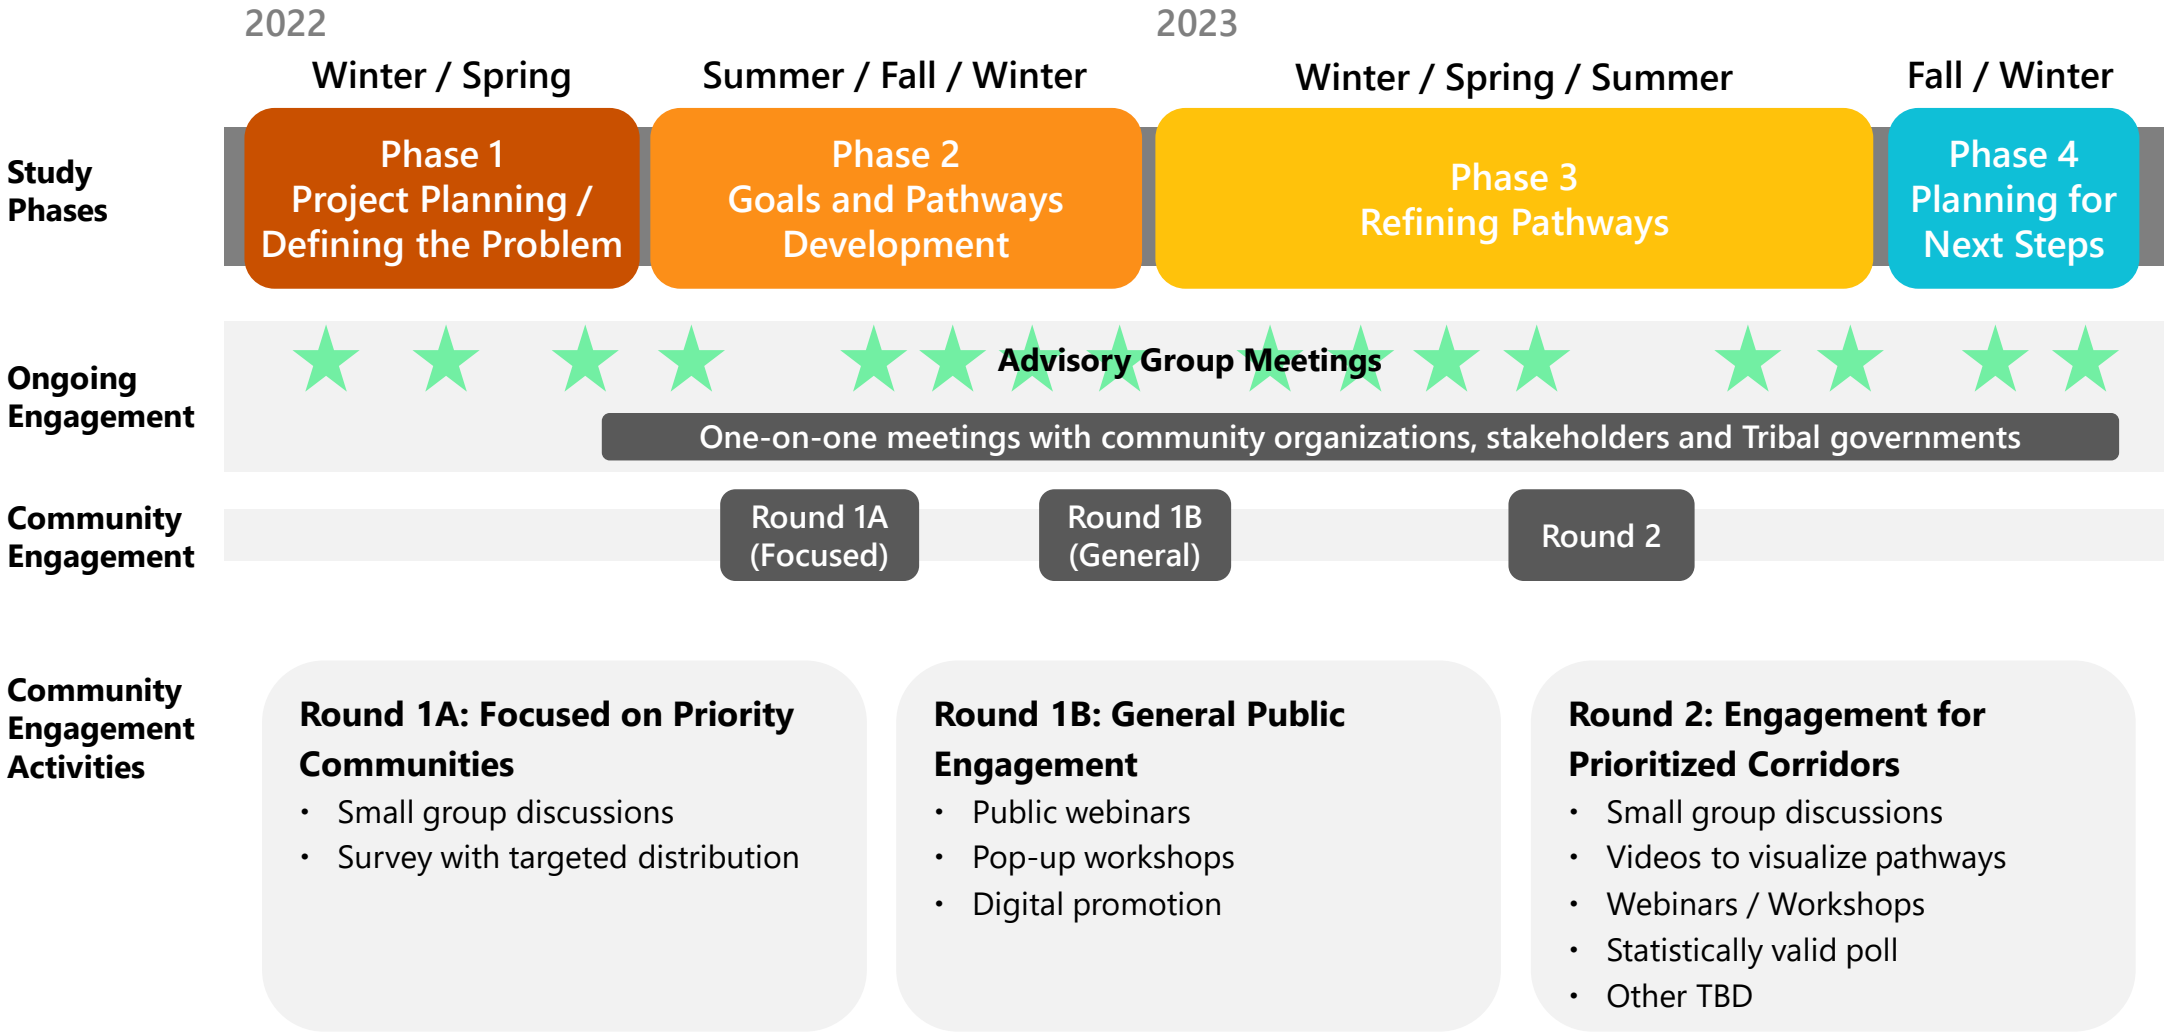 2022
2023
Winter / Spring
Summer / Fall / Winter
Winter / Spring / Summer
Fall / Winter
Study
Phases
Phase 1
Project Planning /
Defining the Problem
Phase 2
Goals and Pathways
Development
Phase 3
Refining Pathways
Phase 4
Planning for
Next Steps
Ongoing
Engagement
Advisory Group Meetings
One-on-one meetings with community organizations, stakeholders and Tribal governments
Community
Engagement
Round 1A
(Focused)
Round 1B
(General)
Round 2
Community
Engagement
Activities
Round 1A: Focused on Priority
Communities
• Small group discussions
• Survey with targeted distribution
Round 1B: General Public
Engagement
• Public webinars
• Pop-up workshops
• Digital promotion
Round 2: Engagement for
Prioritized Corridors
• Small group discussions
• Videos to visualize pathways
• Webinars / Workshops
• Statistically valid poll
• Other TBD